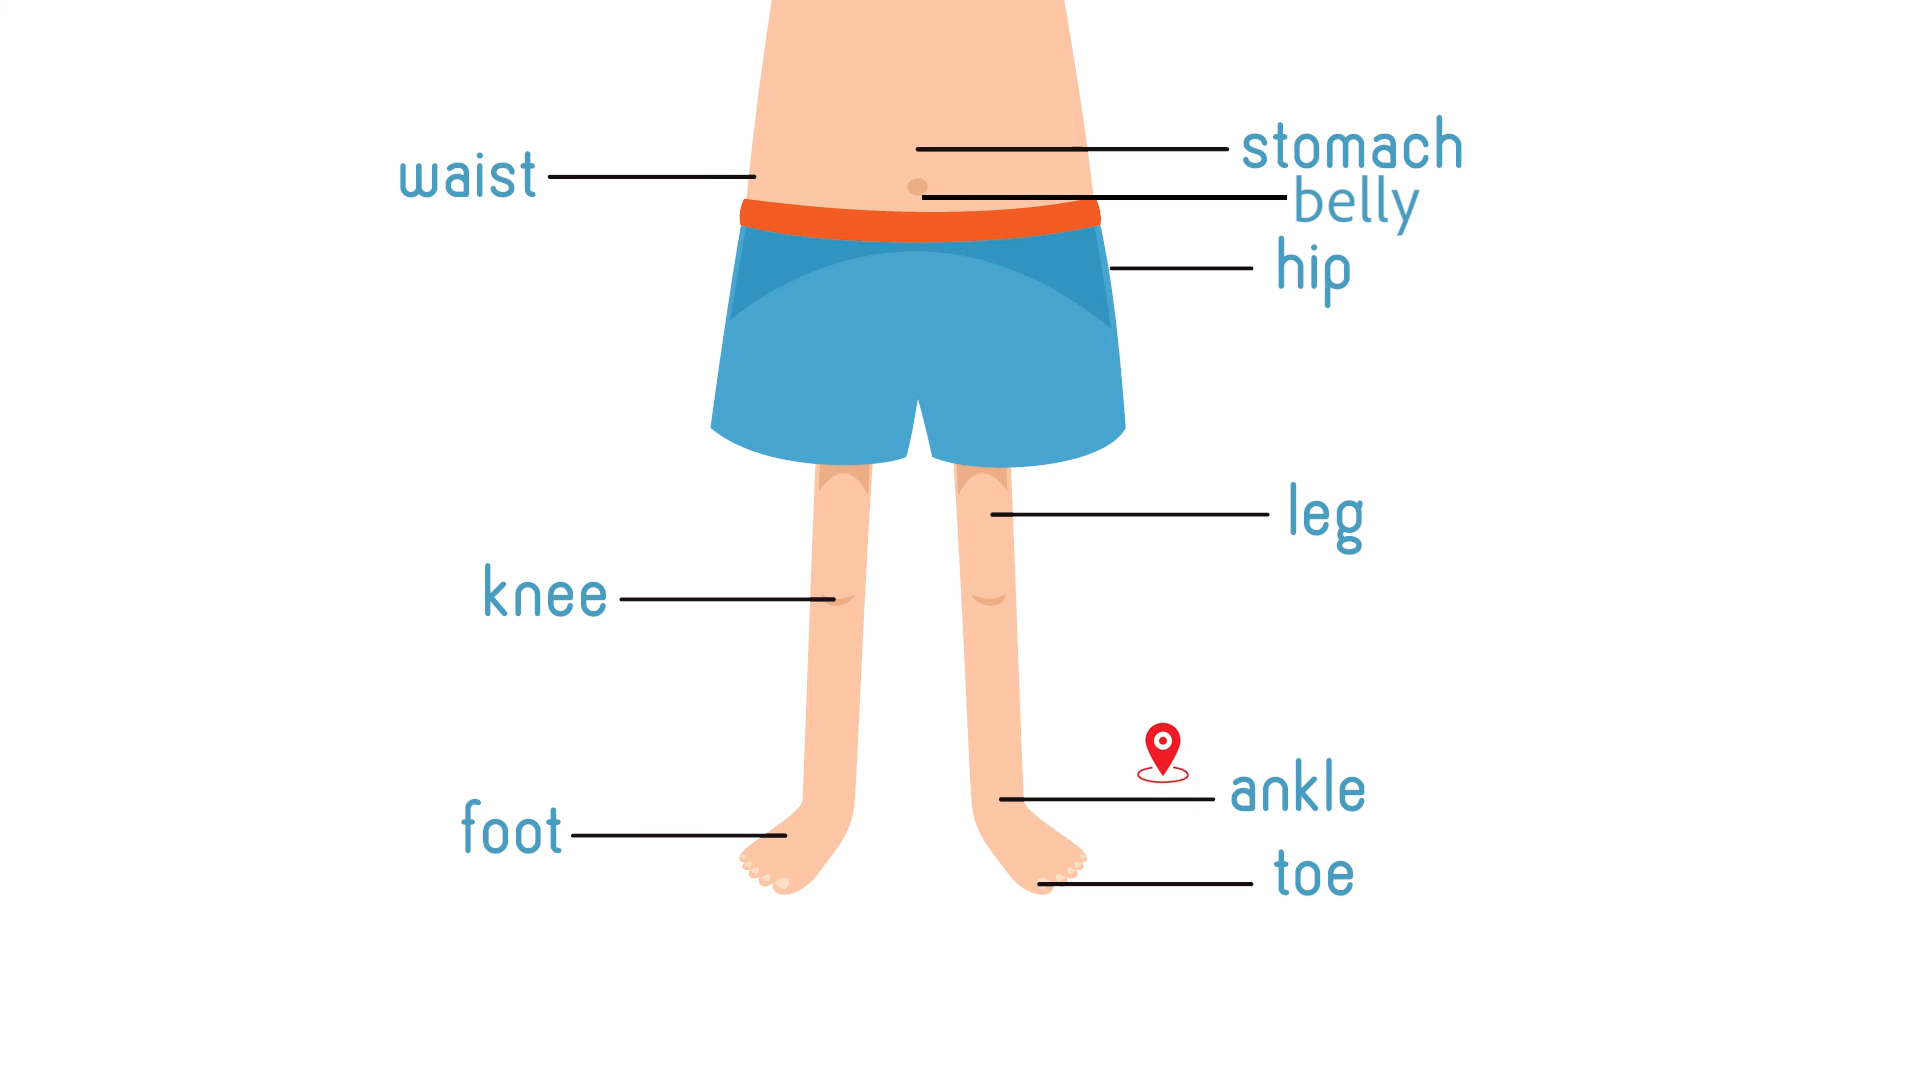 stomach
waist
belly
hip
leg
knee
ankle
foot
toe